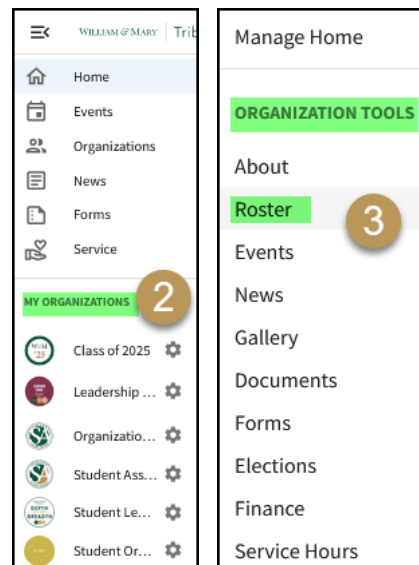 WILLIAM & MARY
Home
Events
Organizations
News
Forms
Service
MY ORGANIZATIONS
2
Class of 2025
Leadership ...
Organizatio...
Student Ass...
Student Le...
Student Or...
Manage Home
ORGANIZATION TOOLS
About
Roster
3
Events
News
Gallery
Documents
Forms
Elections
Finance
Service Hours